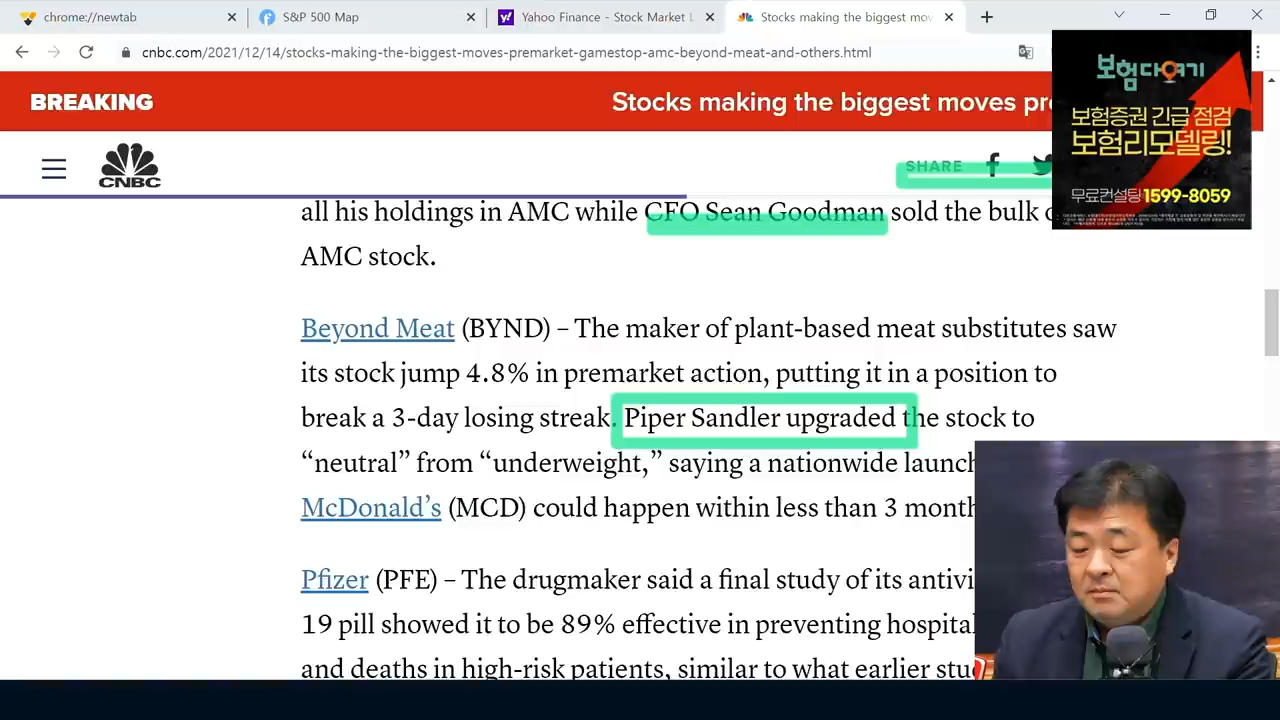 chrome://newtab
S&P 500 Map
Yahoo Finance - Stock Market L
Stocks making the biggest mov
cnbc.com/2021/12/14/stocks-making-the-biggest-moves-premarket-gamestop-amc-beyond-meat-and-others.html
BREAKING
Stocks making the biggest moves pre
CNBC
SHARE
보험다여기
보험증권 긴급 점검
보험리모델링!
무료컨설팅 1599-8059
all his holdings in AMC while CFO Sean Goodman sold the bulk
AMC stock.
Beyond Meat (BYND) – The maker of plant-based meat substitutes saw
its stock jump 4.8% in premarket action, putting it in a position to
break a 3-day losing streak. Piper Sandler upgraded the stock to
“neutral” from “underweight,” saying a nationwide launch
McDonald’s (MCD) could happen within less than 3 month
Pfizer (PFE) – The drugmaker said a final study of its antivi
19 pill showed it to be 89% effective in preventing hospital
and deaths in high-risk patients, similar to what earlier stu